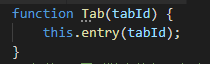 function Tab(tabId) {
    this.entry(tabId);
}